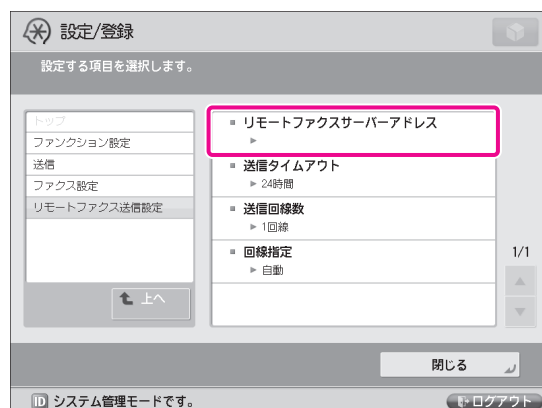 設定/登録
設定する項目を選択します。
トップ
ファンクション設定
送信
ファクス設定
リモートファクス送信設定
上へ
リモートファクスサーバーアドレス
送信タイムアウト
24時間
送信回線数
1回線
回線指定
自動
1/1
閉じる
ID システム管理モードです。
ログアウト